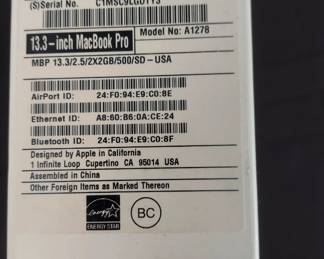 (S)Serial No.
13.3-inch MacBook Pro
Model No: A1278
MBP 13.3/2.5/2X2GB/500/SD-USA
AirPort ID: 24:F0:94:E9:C0:8E
Ethernet ID: A8:60:B6:0A:CE:24
Bluetooth ID: 24:F0:94:E9:C0:8F
Designed by Apple in California
1 Infinite Loop Cupertino CA 95014 USA
Assembled in China
Other Foreign Items as Marked Thereon
energy
ENERGY STAR
BC